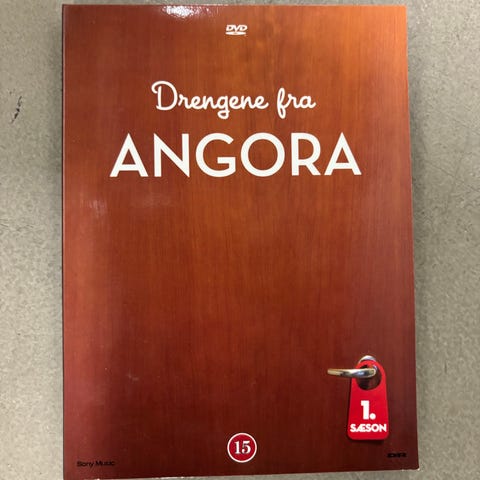 DVD
Drengene fra
ANGORA
1.
SÆSON
15
Sony Music